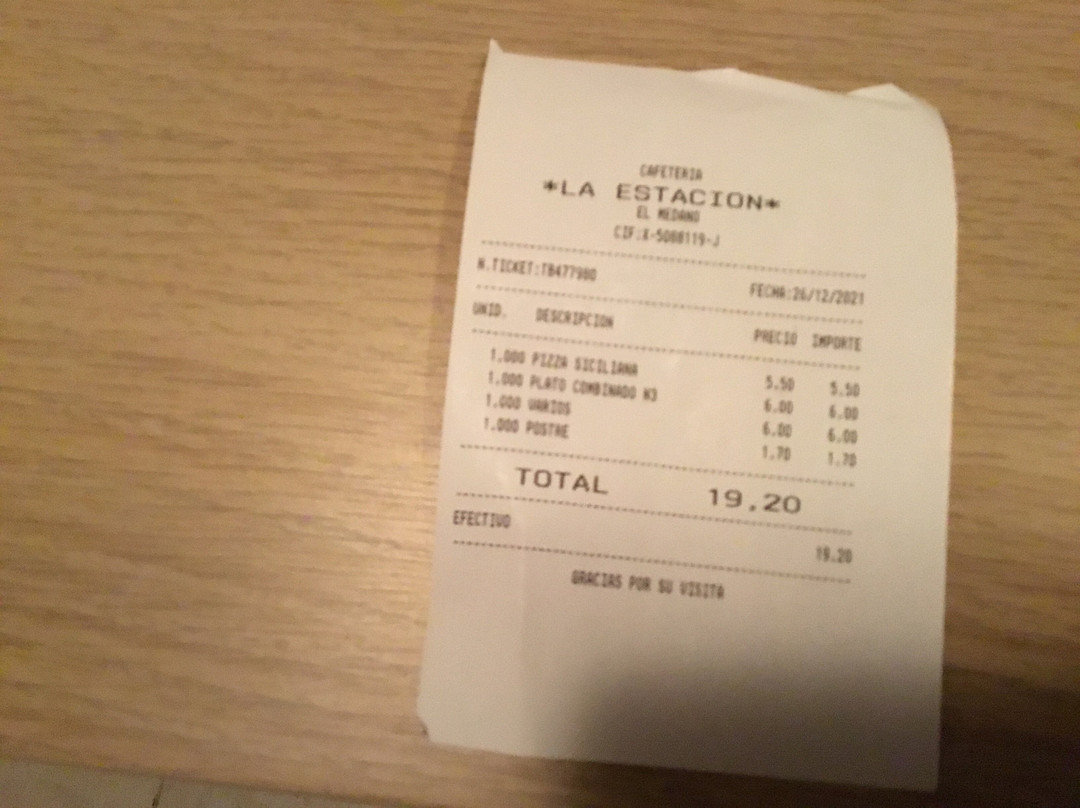 CAFETERIA
*LA ESTACION*
EL MEDANO
CIF:X-5088119-J
N.TICKET:TB477980 FECHA:26/12/2021
UNID. DESCRIPCION PRECIO IMPORTE
1.000 PIZZA SICILIANA 5.50 5.50
1.000 PLATO COMBINADO N3 6.00 6.00
1.000 VARIOS 6.00 6.00
1.000 POSTRE 1.70 1.70
TOTAL 19.20
EFECTIVO 19.20
GRACIAS POR SU VISITA